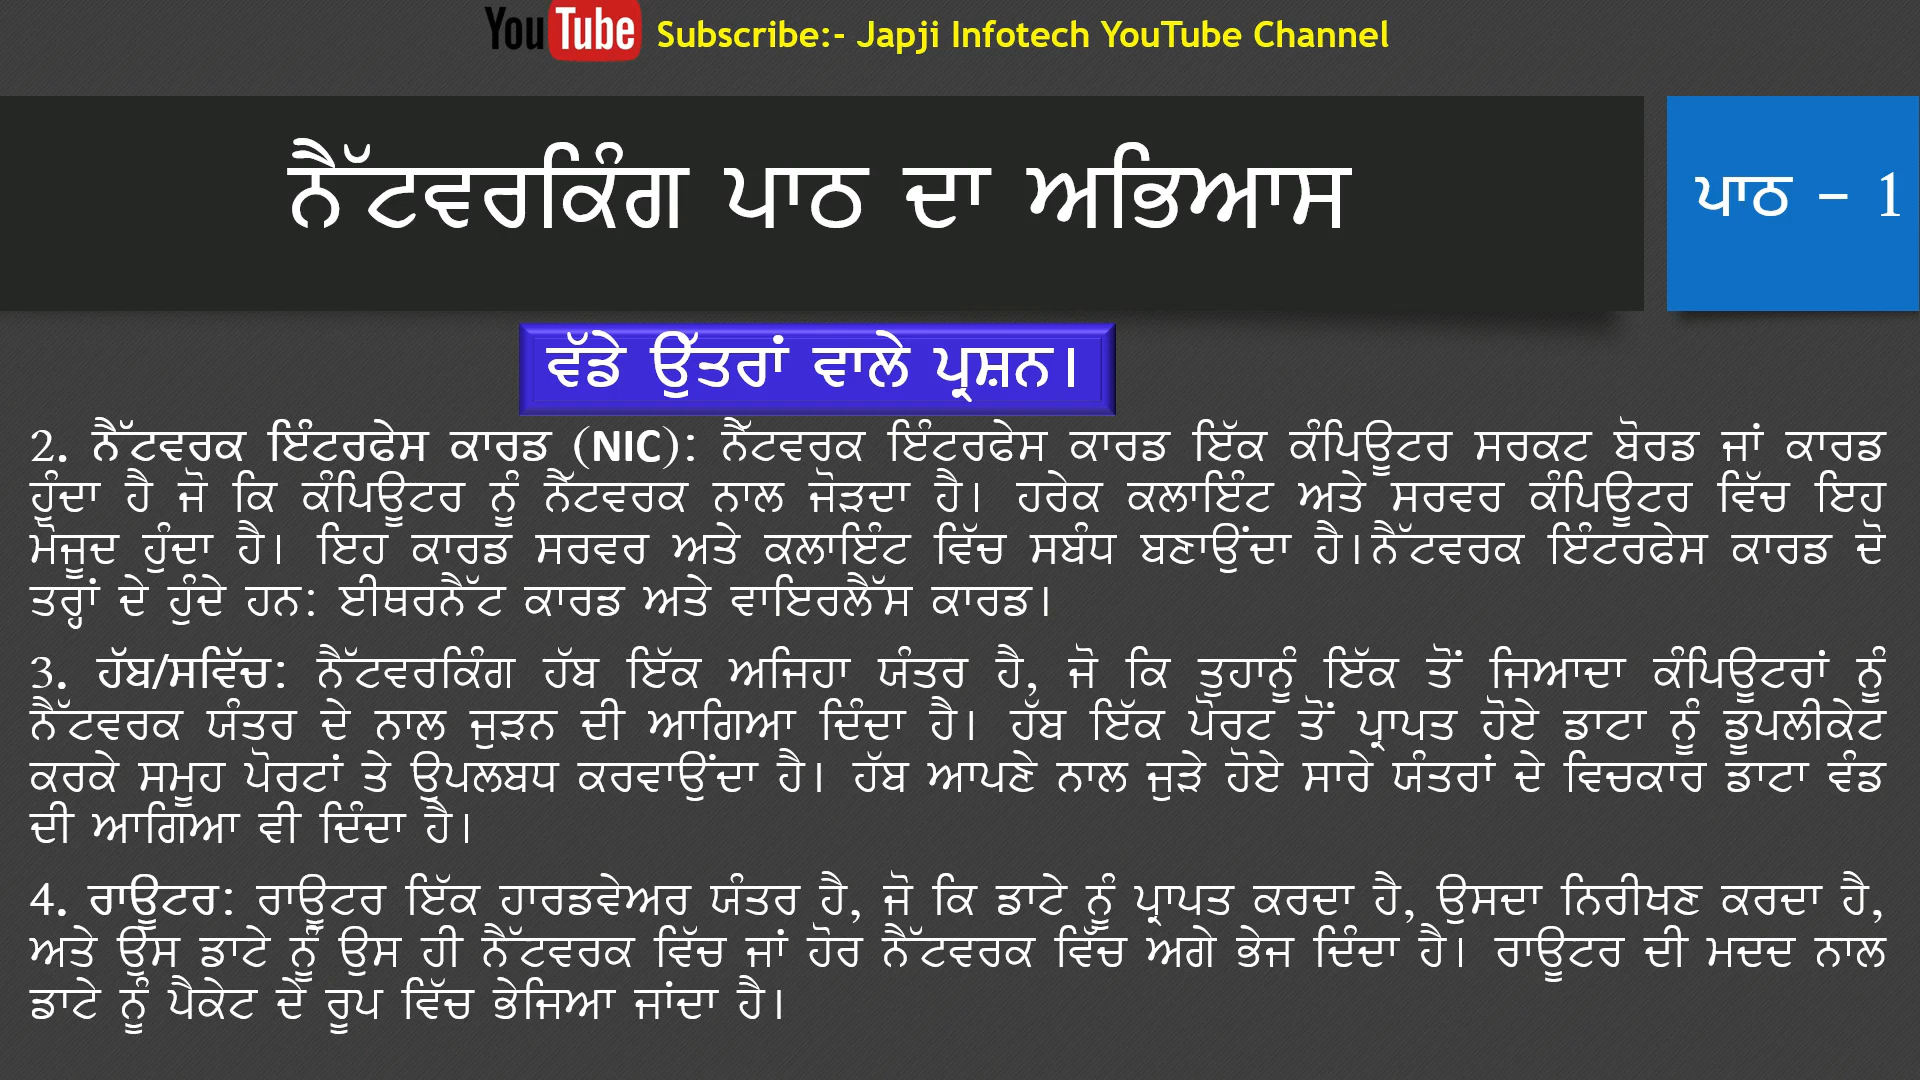 YouTube Subscribe:- Japji Infotech YouTube Channel
ਨੈੱਟਵਰਕਿੰਗ ਪਾਠ ਦਾ ਅਭਿਆਸ
ਪਾਠ – 1
ਵੱਡੇ ਉੱਤਰਾਂ ਵਾਲੇ ਪ੍ਰਸ਼ਨ।
2. ਨੈੱਟਵਰਕ ਇੰਟਰਫੇਸ ਕਾਰਡ (NIC): ਨੈੱਟਵਰਕ ਇੰਟਰਫੇਸ ਕਾਰਡ ਇੱਕ ਕੰਪਿਊਟਰ ਸਰਕਟ ਬੋਰਡ ਜਾਂ ਕਾਰਡ
ਹੁੰਦਾ ਹੈ ਜੋ ਕਿ ਕੰਪਿਊਟਰ ਨੂੰ ਨੈੱਟਵਰਕ ਨਾਲ ਜੋੜਦਾ ਹੈ। ਹਰੇਕ ਕਲਾਇੰਟ ਅਤੇ ਸਰਵਰ ਕੰਪਿਊਟਰ ਵਿੱਚ ਇਹ
ਮੌਜੂਦ ਹੁੰਦਾ ਹੈ। ਇਹ ਕਾਰਡ ਸਰਵਰ ਅਤੇ ਕਲਾਇੰਟ ਵਿੱਚ ਸਬੰਧ ਬਣਾਉਂਦਾ ਹੈ।ਨੈੱਟਵਰਕ ਇੰਟਰਫੇਸ ਕਾਰਡ ਦੋ
ਤਰ੍ਹਾਂ ਦੇ ਹੁੰਦੇ ਹਨ: ਈਥਰਨੈੱਟ ਕਾਰਡ ਅਤੇ ਵਾਇਰਲੈੱਸ ਕਾਰਡ।
3. ਹੱਬ/ਸਵਿੱਚ: ਨੈੱਟਵਰਕਿੰਗ ਹੱਬ ਇੱਕ ਅਜਿਹਾ ਯੰਤਰ ਹੈ, ਜੋ ਕਿ ਤੁਹਾਨੂੰ ਇੱਕ ਤੋਂ ਜਿਆਦਾ ਕੰਪਿਊਟਰਾਂ ਨੂੰ
ਨੈੱਟਵਰਕ ਯੰਤਰ ਦੇ ਨਾਲ ਜੁੜਨ ਦੀ ਆਗਿਆ ਦਿੰਦਾ ਹੈ। ਹੱਬ ਇੱਕ ਪੋਰਟ ਤੋਂ ਪ੍ਰਾਪਤ ਹੋਏ ਡਾਟਾ ਨੂੰ ਡੂਪਲੀਕੇਟ
ਕਰਕੇ ਸਮੂਹ ਪੋਰਟਾਂ ਤੇ ਉਪਲਬਧ ਕਰਵਾਉਂਦਾ ਹੈ। ਹੱਬ ਆਪਣੇ ਨਾਲ ਜੁੜੇ ਹੋਏ ਸਾਰੇ ਯੰਤਰਾਂ ਦੇ ਵਿਚਕਾਰ ਡਾਟਾ ਵੰਡ
ਦੀ ਆਗਿਆ ਵੀ ਦਿੰਦਾ ਹੈ।
4. ਰਾਊਟਰ: ਰਾਊਟਰ ਇੱਕ ਹਾਰਡਵੇਅਰ ਯੰਤਰ ਹੈ, ਜੋ ਕਿ ਡਾਟੇ ਨੂੰ ਪ੍ਰਾਪਤ ਕਰਦਾ ਹੈ, ਉਸਦਾ ਨਿਰੀਖਣ ਕਰਦਾ ਹੈ,
ਅਤੇ ਉਸ ਡਾਟੇ ਨੂੰ ਉਸ ਹੀ ਨੈੱਟਵਰਕ ਵਿੱਚ ਜਾਂ ਹੋਰ ਨੈੱਟਵਰਕ ਵਿੱਚ ਅਗੇ ਭੇਜ ਦਿੰਦਾ ਹੈ। ਰਾਊਟਰ ਦੀ ਮਦਦ ਨਾਲ
ਡਾਟੇ ਨੂੰ ਪੈਕੇਟ ਦੇ ਰੂਪ ਵਿੱਚ ਭੇਜਿਆ ਜਾਂਦਾ ਹੈ।